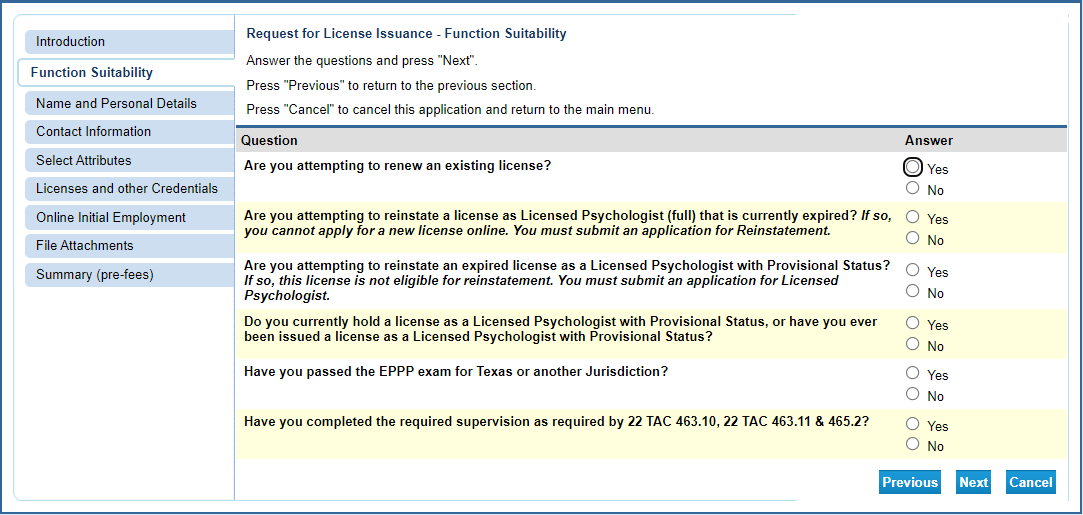 Introduction
Function Suitability
Name and Personal Details
Contact Information
Select Attributes
Licenses and other Credentials
Online Initial Employment
File Attachments
Summary (pre-fees)
Request for License Issuance - Function Suitability
Answer the questions and press "Next".
Press "Previous" to return to the previous section.
Press "Cancel" to cancel this application and return to the main menu.
Question Answer
Are you attempting to renew an existing license?
Yes
No
Are you attempting to reinstate a license as Licensed Psychologist (full) that is currently expired? If so,
you cannot apply for a new license online. You must submit an application for Reinstatement.
Yes
No
Are you attempting to reinstate an expired license as a Licensed Psychologist with Provisional Status?
If so, this license is not eligible for reinstatement. You must submit an application for Licensed
Psychologist.
Yes
No
Do you currently hold a license as a Licensed Psychologist with Provisional Status, or have you ever
been issued a license as a Licensed Psychologist with Provisional Status?
Yes
No
Have you passed the EPPP exam for Texas or another Jurisdiction?
Yes
No
Have you completed the required supervision as required by 22 TAC 463.10, 22 TAC 463.11 & 465.2?
Yes
No
Previous Next Cancel